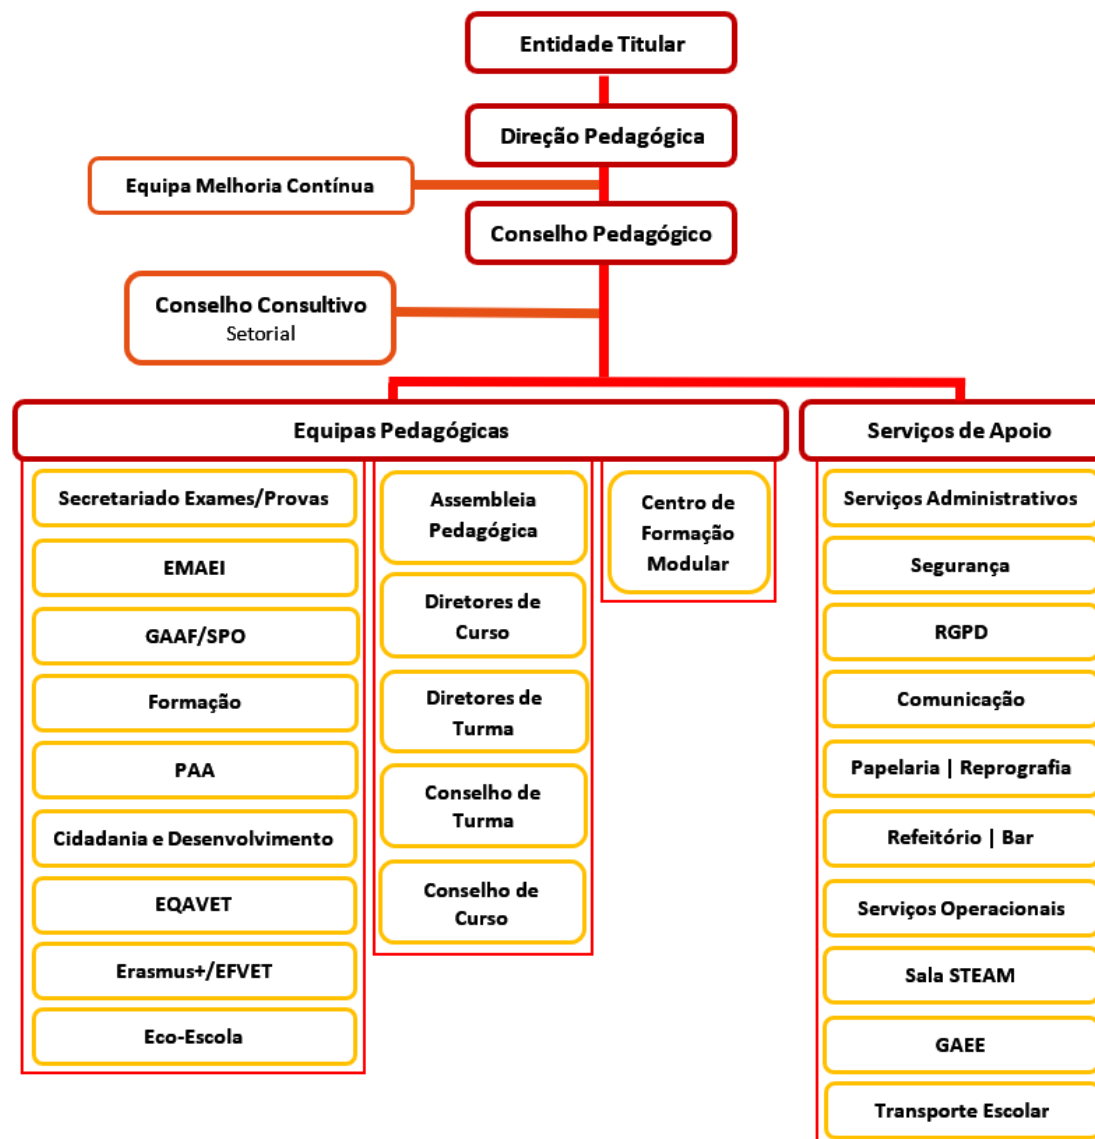 Entidade Titular
Direção Pedagógica
Equipa Melhoria Contínua
Conselho Pedagógico
Conselho Consultivo
Setorial
Equipas Pedagógicas
Secretariado Exames/Provas
EMAEI
GAAF/SPO
Formação
PAA
Cidadania e Desenvolvimento
EQAVET
Erasmus+/EFVET
Eco-Escola
Assembleia
Pedagógica
Diretores de
Curso
Diretores de
Turma
Conselho de
Turma
Conselho de
Curso
Centro de
Formação
Modular
Serviços de Apoio
Serviços Administrativos
Segurança
RGPD
Comunicação
Papelaria | Reprografia
Refeitório | Bar
Serviços Operacionais
Sala STEAM
GAEE
Transporte Escolar